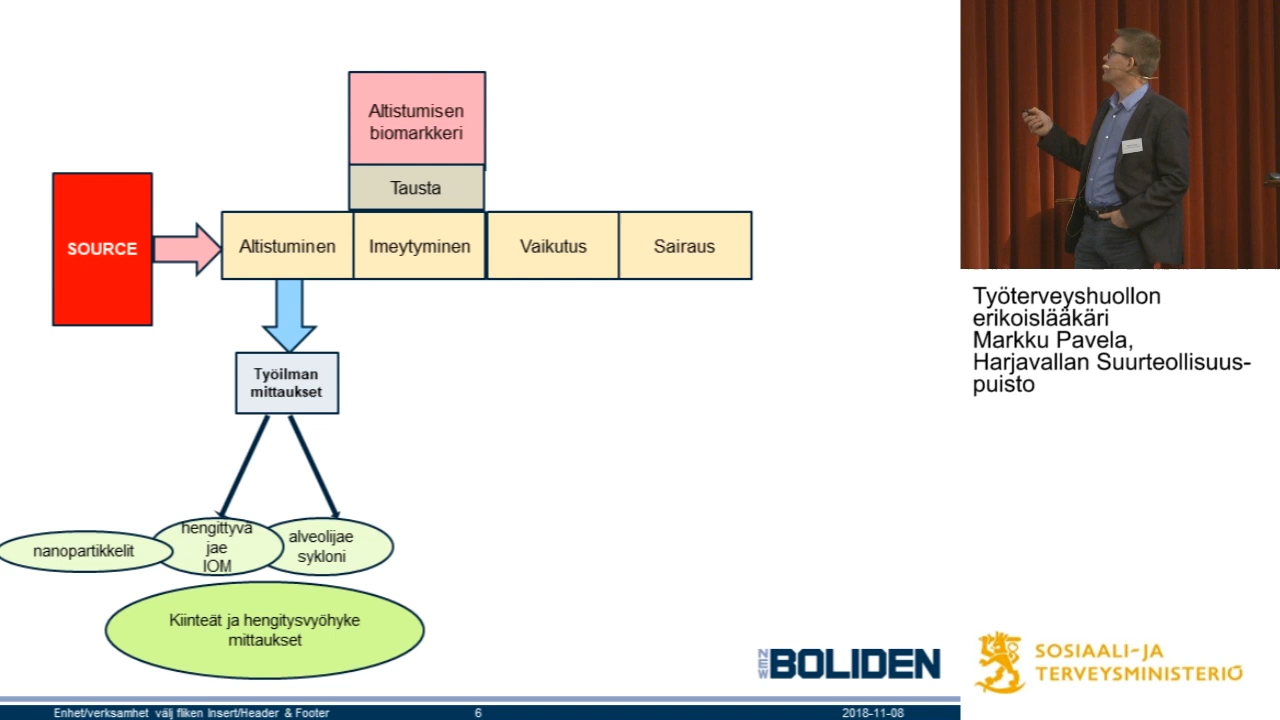 Altistumisen
biomarkkeri
Tausta
SOURCE
Altistuminen
Imeytyminen
Vaikutus
Sairaus
Työilman
mittaukset
nanopartikkelit
hengittyvä
jae
IOM
alveolijae
sykloni
Kiinteät ja hengitysvyöhyke
mittaukset
NEW
BOLIDEN
Enhet/verksamhet välj fliken Insert/Header & Footer
6
2018-11-08
Työterveyshuollon
erikoislääkäri
Markku Pavela,
Harjavallan Suurteollisuus-
puisto
SOSIAALI-JA
TERVEYSMINISTERIÖ